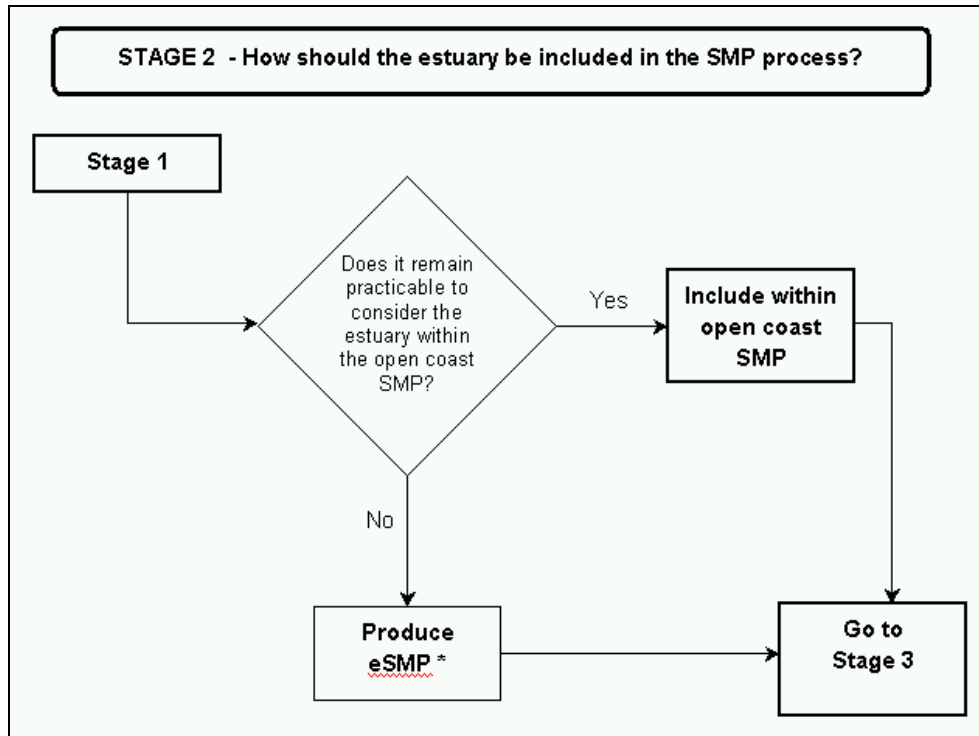 STAGE 2 - How should the estuary be included in the SMP process?
Stage 1
Does it remain
practicable to
consider the
estuary within
the open coast
SMP?
Yes
Include within
open coast
SMP
No
Produce
eSMP *
Go to
Stage 3